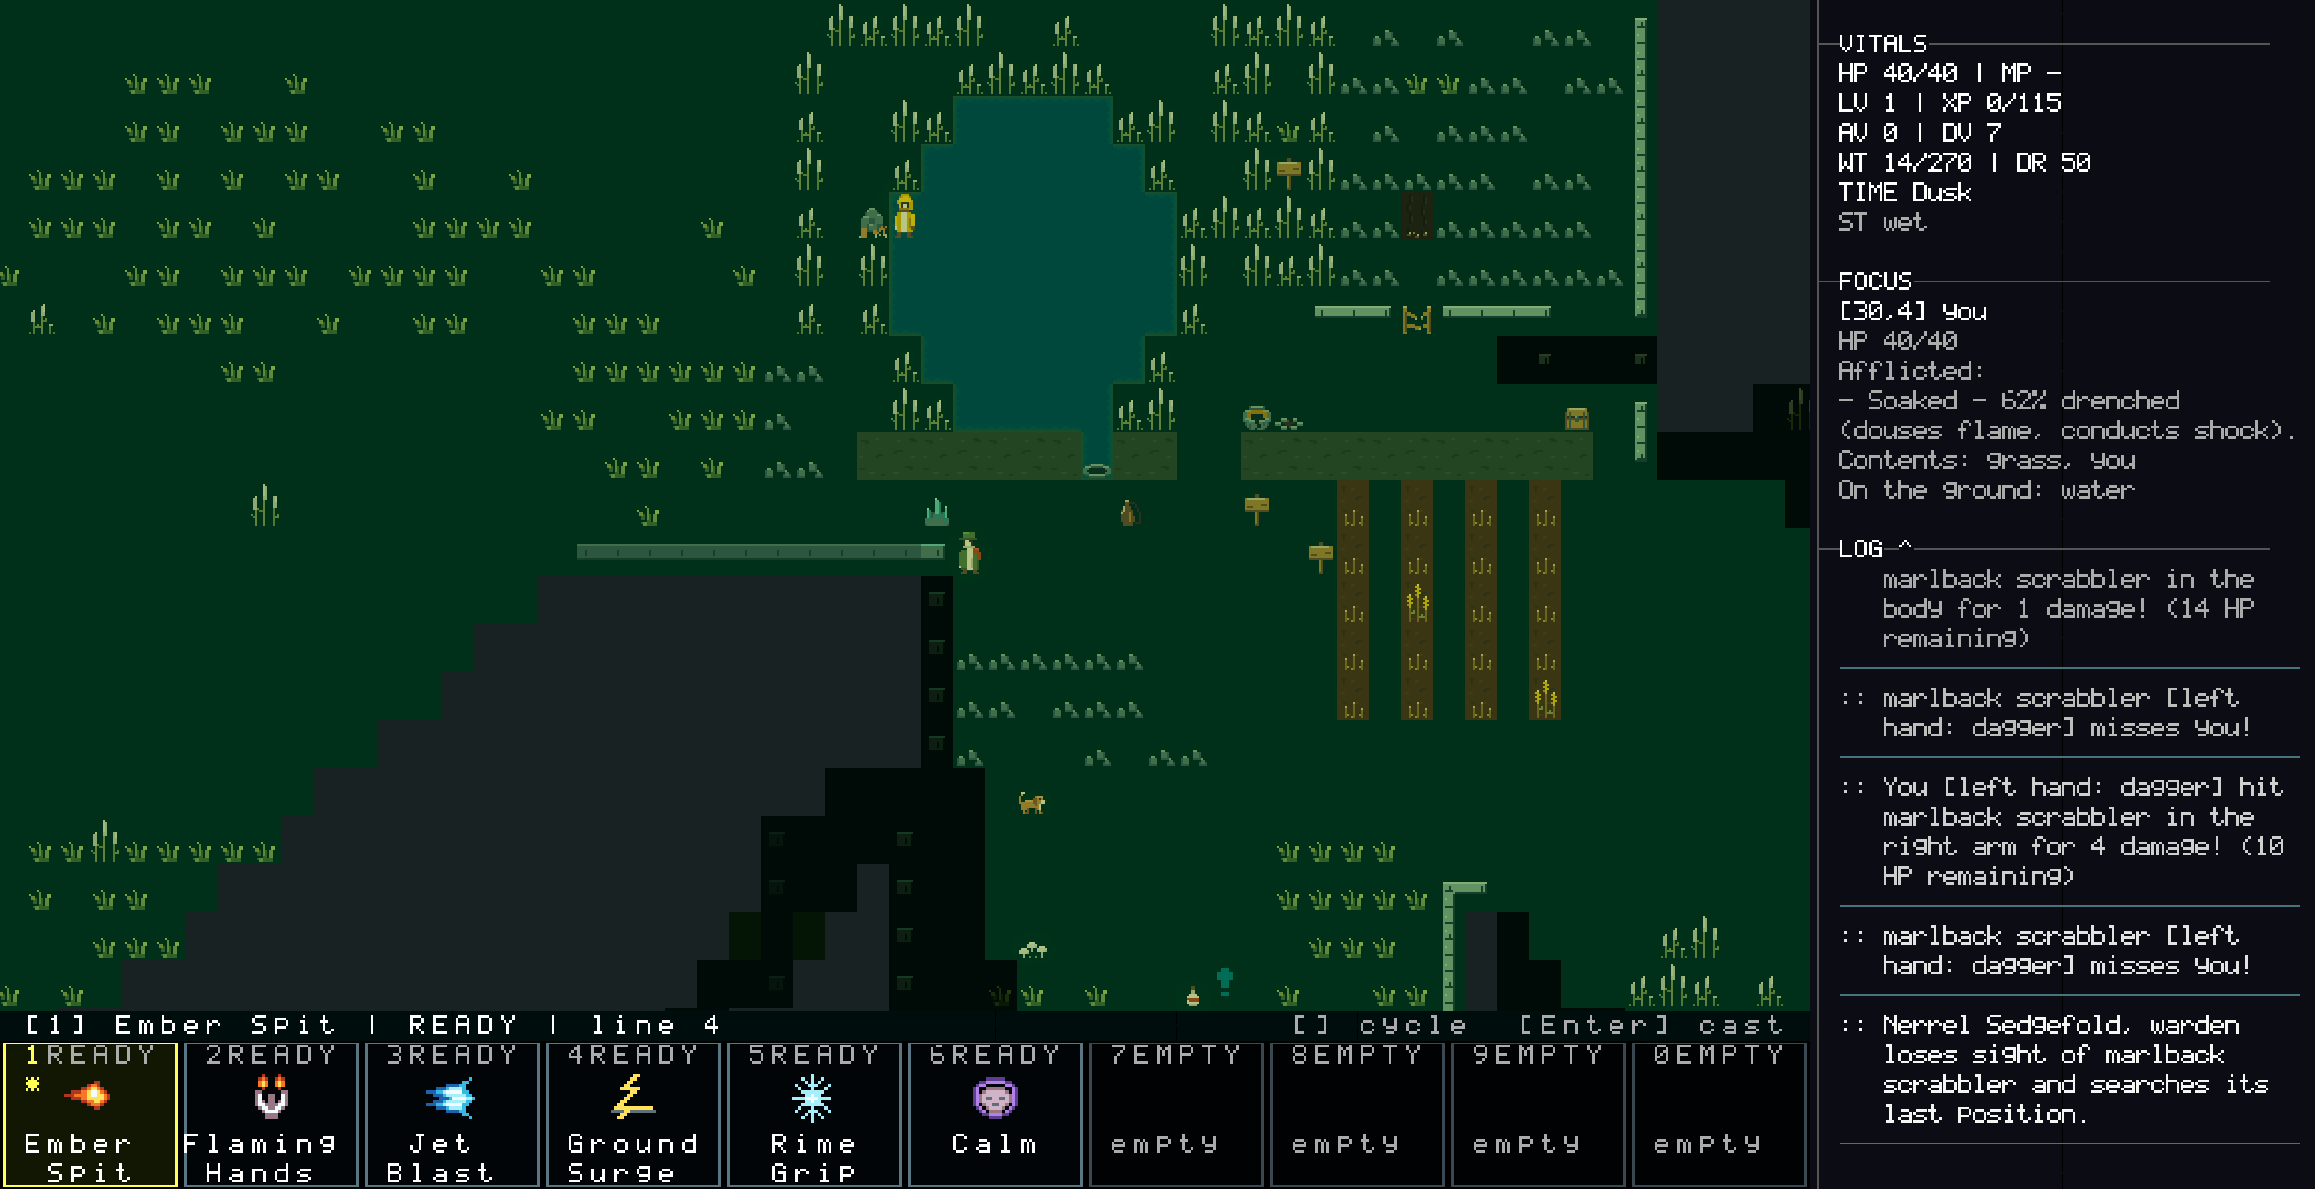 VITALS
HP 40/40 | MP -
LV 1 | XP 0/115
AV 0 | DV 7
WT 14/270 | DR 50
TIME Dusk
ST wet
FOCUS
[30,4] You
HP 40/40
Afflicted:
- Soaked - 62% drenched
(douses flame, conducts shock).
Contents: grass, You
On the ground: water
LOG ^
marlback scrabbler in the
body for 1 damage! (14 HP
remaining)
:: marlback scrabbler [left
hand: dagger] misses You!
:: You [left hand: dagger] hit
marlback scrabbler in the
right arm for 4 damage! (10
HP remaining)
:: marlback scrabbler [left
hand: dagger] misses You!
:: Nerrel Sedgefold, warden
loses sight of marlback
scrabbler and searches its
last Position.
[1] Ember Spit | READY | line 4
[] cycle [Enter] cast
1READY
Ember
Spit
2READY
Flaming
Hands
3READY
Jet
Blast
4READY
Ground
Surge
5READY
Rime
Grip
6READY
Calm
7EMPTY
empty
8EMPTY
empty
9EMPTY
empty
0EMPTY
empty